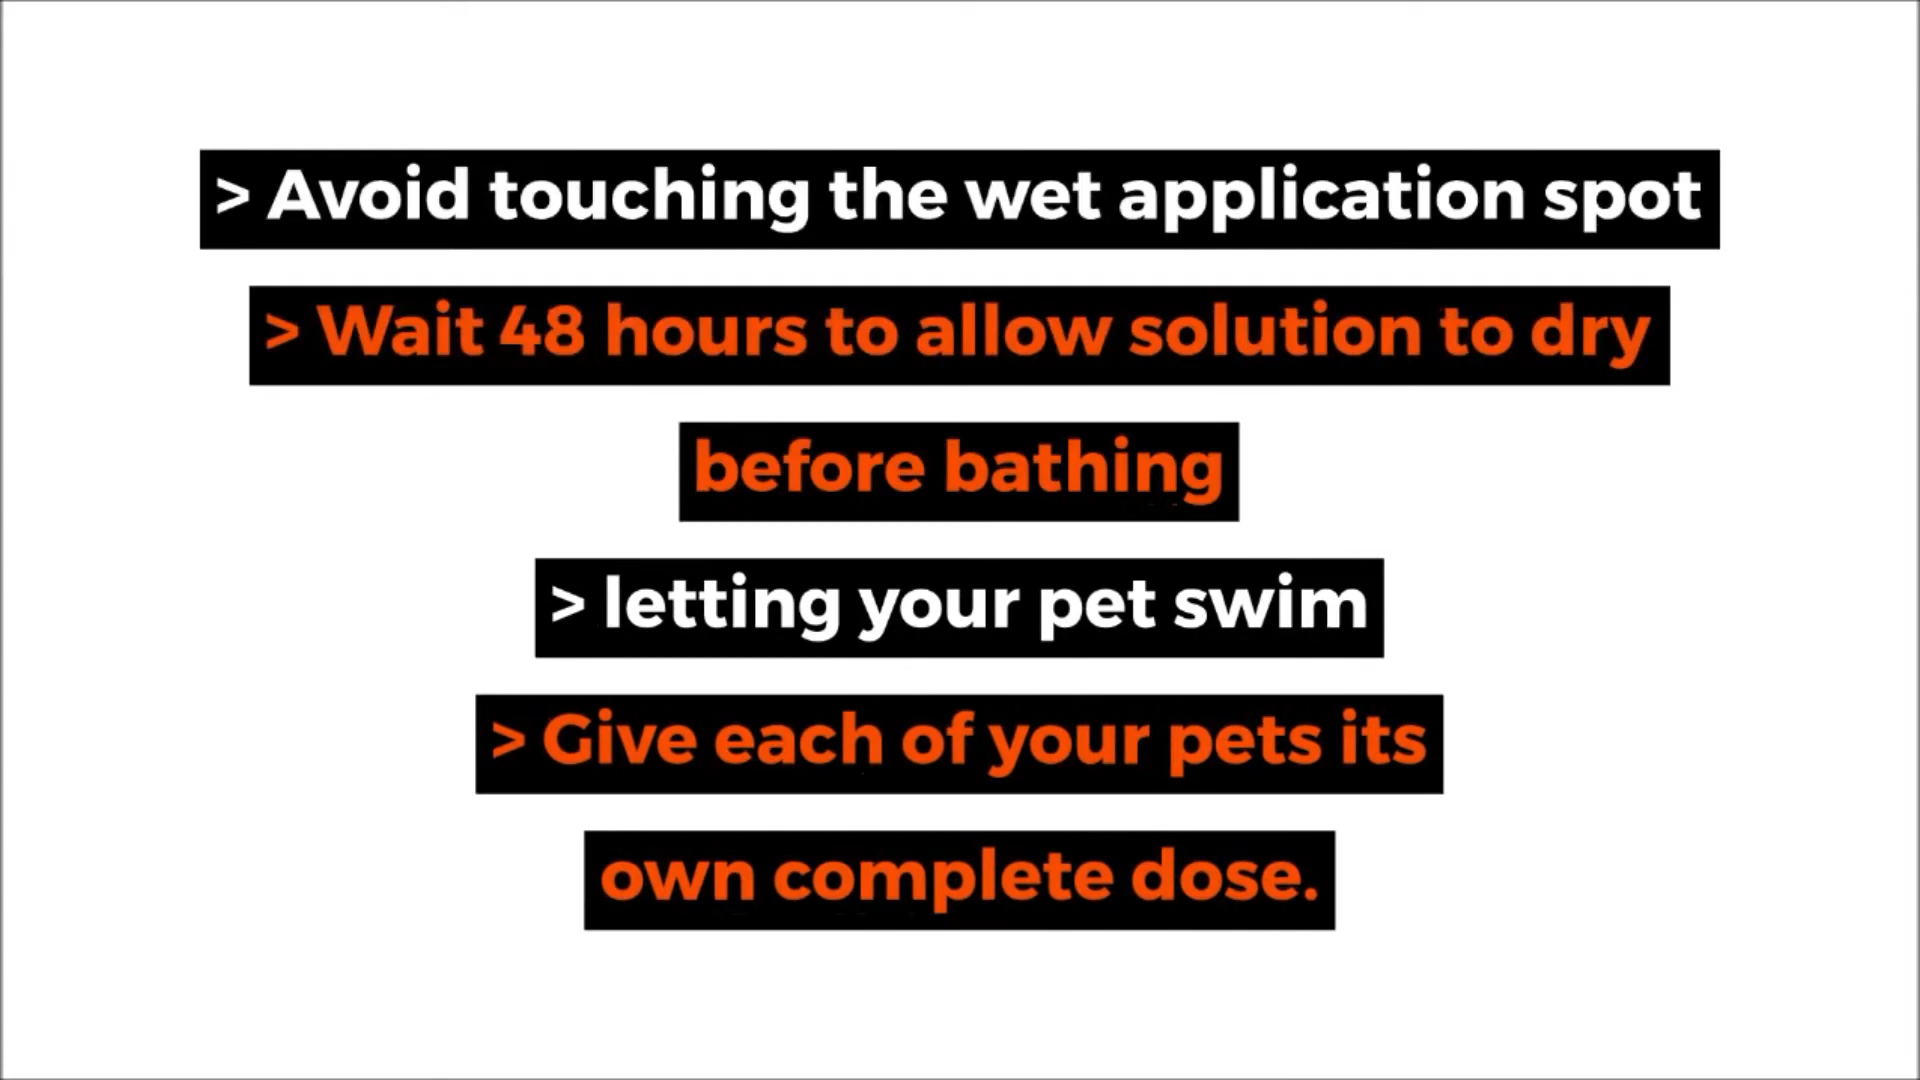 > Avoid touching the wet application spot
> Wait 48 hours to allow solution to dry
before bathing
> letting your pet swim
> Give each of your pets its
own complete dose.